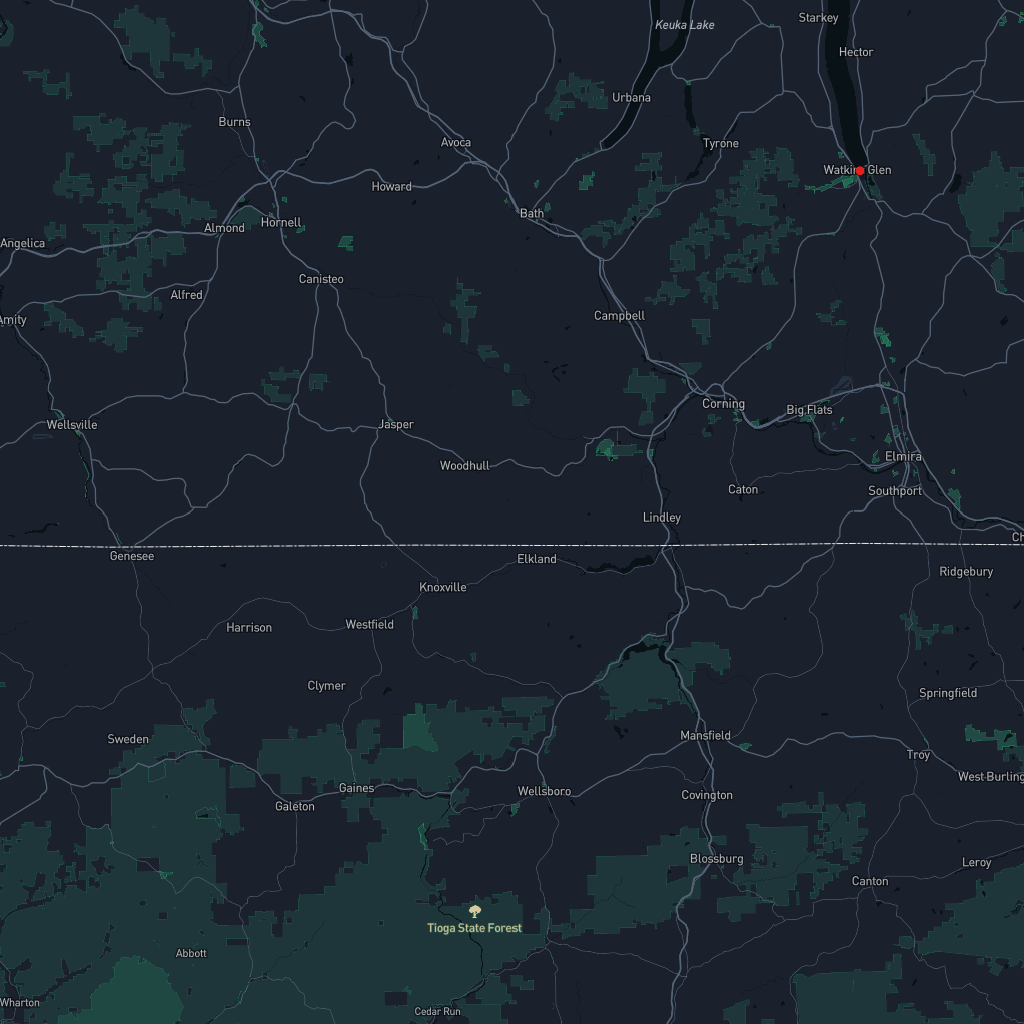 Starkey
Keuka Lake
Hector
Urbana
Burns
Avoca
Tyrone
Glen
Howard
Bath
Hornell
Almond
Angelica
Canisteo
Alfred
Campbell
Amity
Corning
Big Flats
Jasper
Wellsville
Elmira
Woodhull
Caton
Southport
Lindley
Ch
Genesee
Elkland
Ridgebury
Knoxville
Westfield
Harrison
Clymer
Springfield
Mansfield
Sweden
Troy
West Burling
Gaines
Wellsboro
Covington
Galeton
Blossburg
Leroy
Canton
Tioga State Forest
Abbott
Wharton
Cedar Run